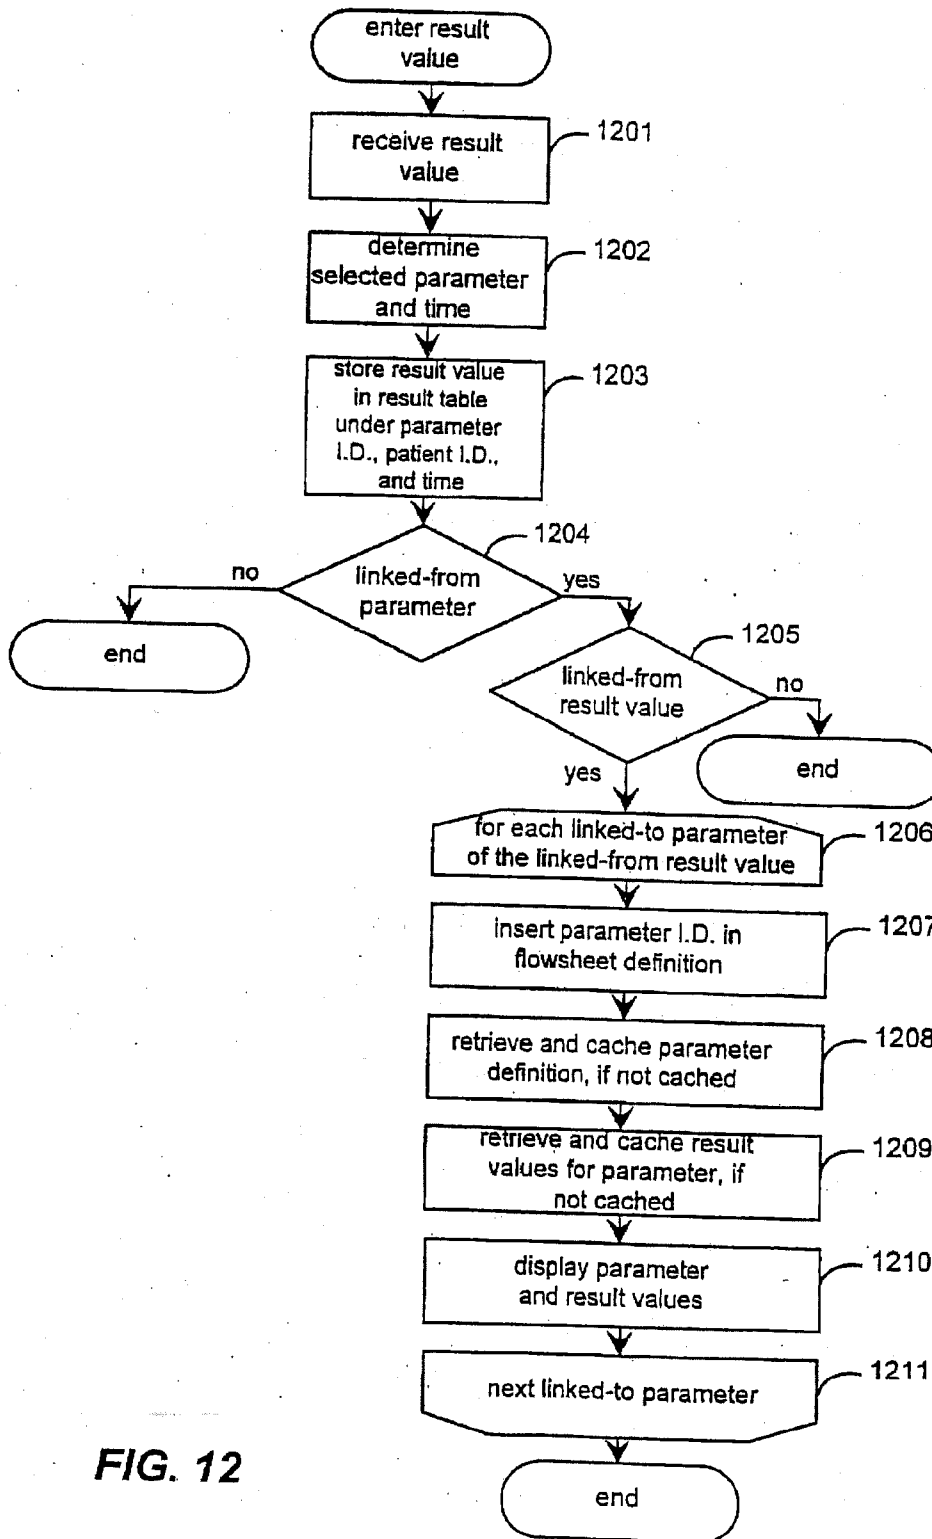 enter result
value
receive result
value
1201
determine
selected parameter
and time
1202
store result value
in result table
under parameter
I.D., patient I.D.,
and time
1203
1204
no
linked-from
parameter
yes
end
1205
linked-from
result value
no
end
yes
for each linked-to parameter
of the linked-from result value
1206
insert parameter I.D. in
flowsheet definition
1207
retrieve and cache parameter
definition, if not cached
1208
retrieve and cache result
values for parameter, if
not cached
1209
display parameter
and result values
1210
next linked-to parameter
1211
end
FIG. 12